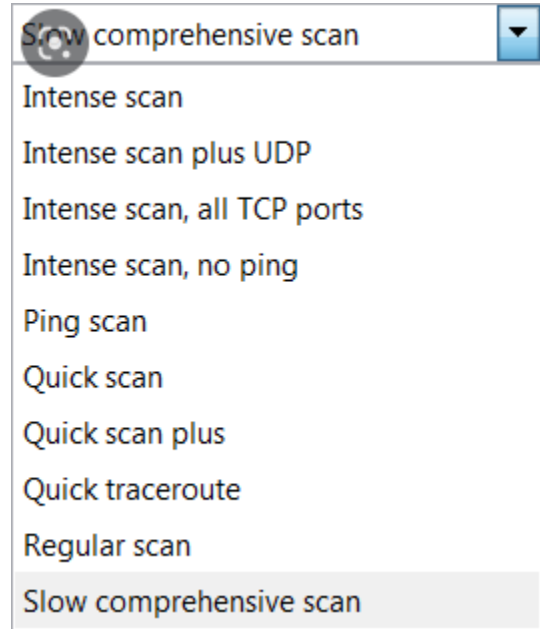 Slow comprehensive scan
Intense scan
Intense scan plus UDP
Intense scan, all TCP ports
Intense scan, no ping
Ping scan
Quick scan
Quick scan plus
Quick traceroute
Regular scan
Slow comprehensive scan